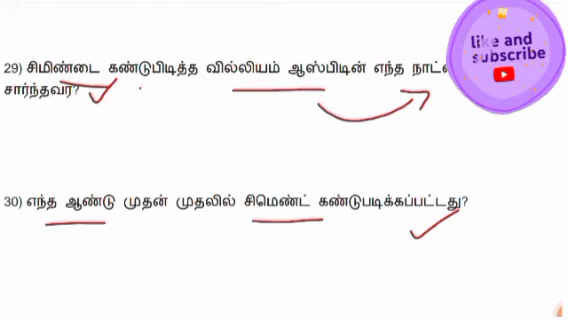 like and
subscribe
29) சிமிண்டை கண்டுபிடித்த வில்லியம் ஆஸ்பிடின் எந்த
சார்ந்தவர்?
30) எந்த ஆண்டு முதன் முதலில் சிமெண்ட் கண்டுபடிக்கப்பட்டது?